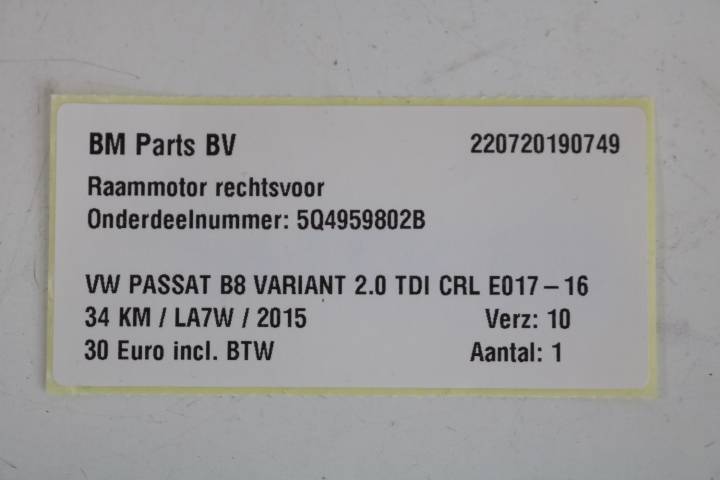 BM Parts BV 220720190749
Raammotor rechtsvoor
Onderdeelnummer: 5Q4959802B
VW PASSAT B8 VARIANT 2.0 TDI CRL E017-16
34 KM / LA7W / 2015 Verz: 10
30 Euro incl. BTW Aantal: 1